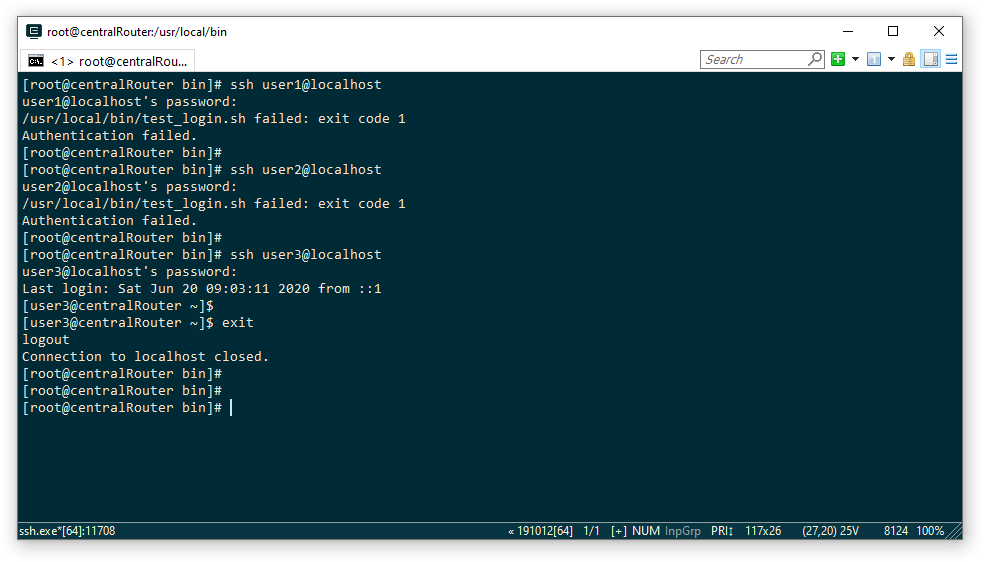 root@centralRouter:/usr/local/bin
<1> root@centralRou...
Search
[root@centralRouter bin]# ssh user1@localhost
user1@localhost's password:
/usr/local/bin/test_login.sh failed: exit code 1
Authentication failed.
[root@centralRouter bin]#
[root@centralRouter bin]# ssh user2@localhost
user2@localhost's password:
/usr/local/bin/test_login.sh failed: exit code 1
Authentication failed.
[root@centralRouter bin]#
[root@centralRouter bin]# ssh user3@localhost
user3@localhost's password:
Last login: Sat Jun 20 09:03:11 2020 from ::1
[user3@centralRouter ~]$
[user3@centralRouter ~]$ exit
logout
Connection to localhost closed.
[root@centralRouter bin]#
[root@centralRouter bin]#
[root@centralRouter bin]#
ssh.exe*[64]:11708 « 191012[64] 1/1 [+] NUM InpGrp PRI↕ 117x26 (27,20) 25V 8124 100%